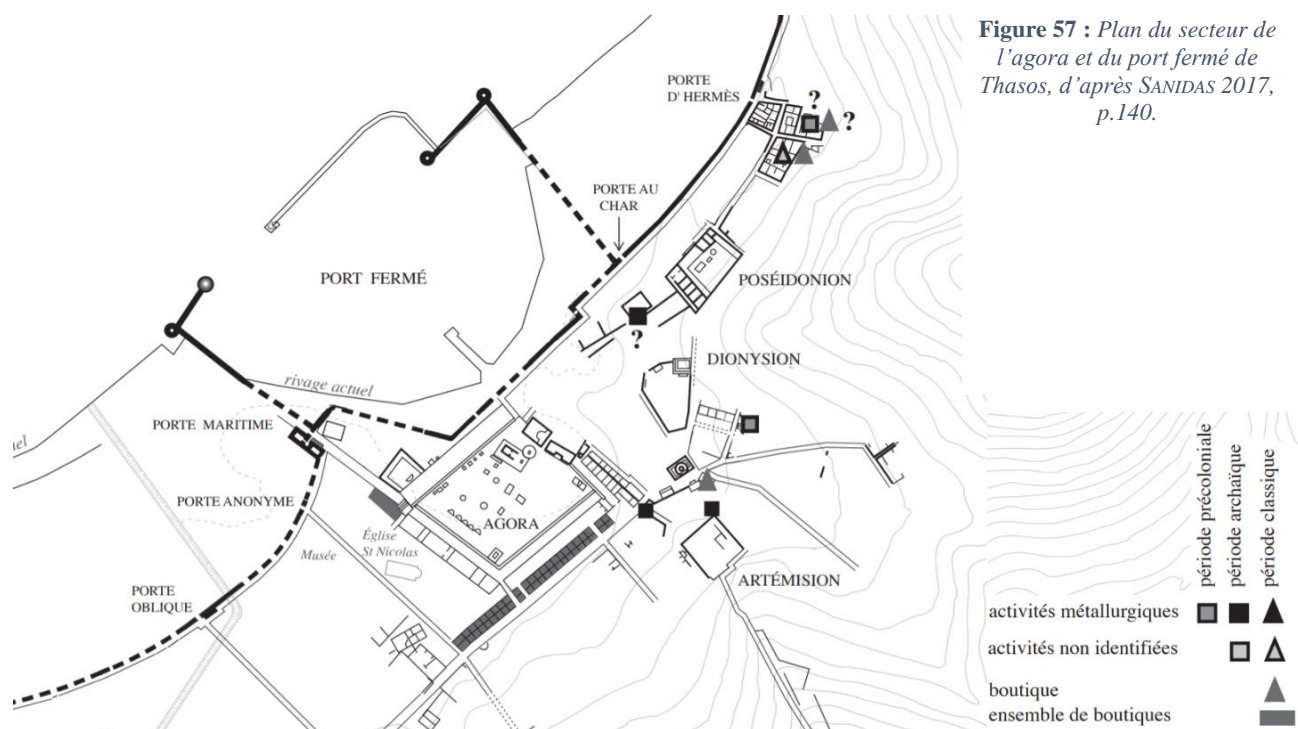 Figure 57 : Plan du secteur de
l'agora et du port fermé de
Thasos, d'après SANIDAS 2017,
p.140.
PORTE
D' HERMÈS
?
?
PORTE AU
CHAR
PORT FERMÉ
POSÉIDONION
?
DIONYSION
rivage actuel
uel
PORTE MARITIME
PORTE ANONYME
AGORA
Église
St Nicolas
Musée
ARTÉMISION
PORTE
OBLIQUE
période précoloniale
période archaïque
période classique
activités métallurgiques
activités non identifiées
boutique
ensemble de boutiques